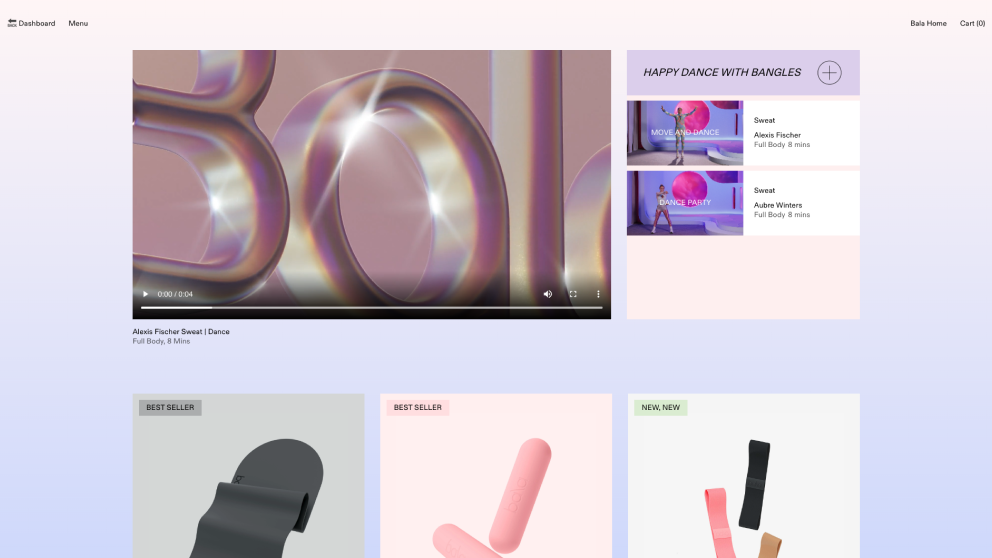 BACK Dashboard
Menu
Bala Home
Cart (0)
HAPPY DANCE WITH BANGLES
MOVE AND DANCE
Sweat
Alexis Fischer
Full Body 8 mins
DANCE PARTY
Sweat
Aubre Winters
Full Body 8 mins
0:00 / 0:04
Alexis Fischer Sweat | Dance
Full Body, 8 Mins
BEST SELLER
BEST SELLER
NEW, NEW
bala